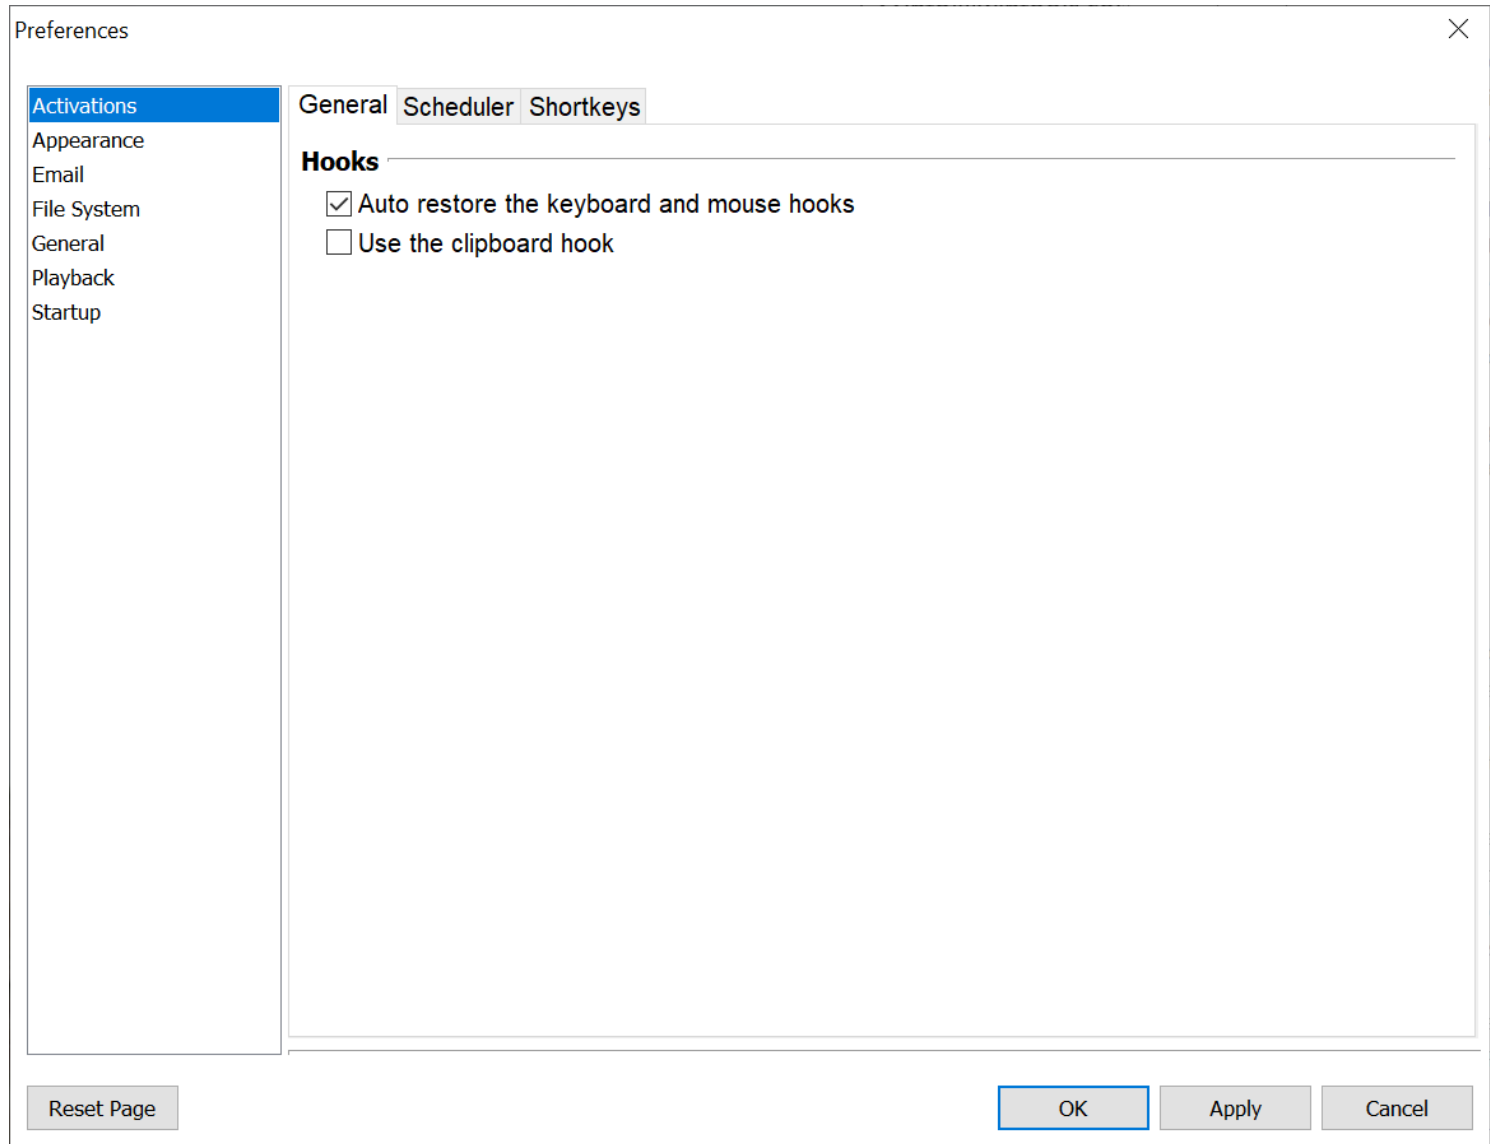 Preferences
Activations
Appearance
Email
File System
General
Playback
Startup
General Scheduler Shortkeys
Hooks
Auto restore the keyboard and mouse hooks
Use the clipboard hook
Reset Page OK Apply Cancel